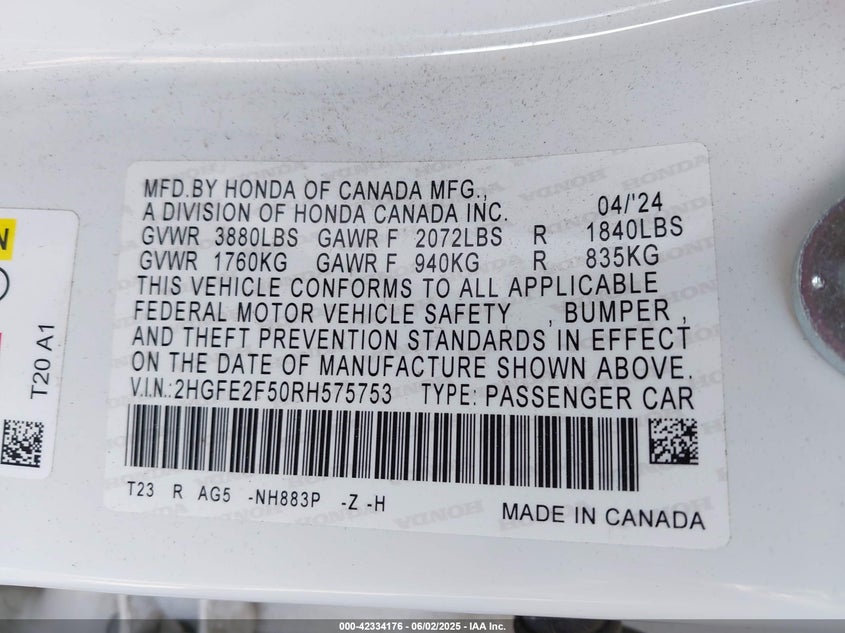 MFD.BY HONDA OF CANADA MFG.,
A DIVISION OF HONDA CANADA INC. 04/'24
GVWR 3880LBS GAWR F 2072LBS R 1840LBS
GVWR 1760KG GAWR F 940KG R 835KG
THIS VEHICLE CONFORMS TO ALL APPLICABLE
FEDERAL MOTOR VEHICLE SAFETY , BUMPER ,
AND THEFT PREVENTION STANDARDS IN EFFECT
ON THE DATE OF MANUFACTURE SHOWN ABOVE.
V.I.N.:2HGFE2F50RH575753 TYPE: PASSENGER CAR
T23 R AG5 -NH883P -Z -H
MADE IN CANADA
T20 A1
000-42334176 - 06/02/2025 - IAA Inc.